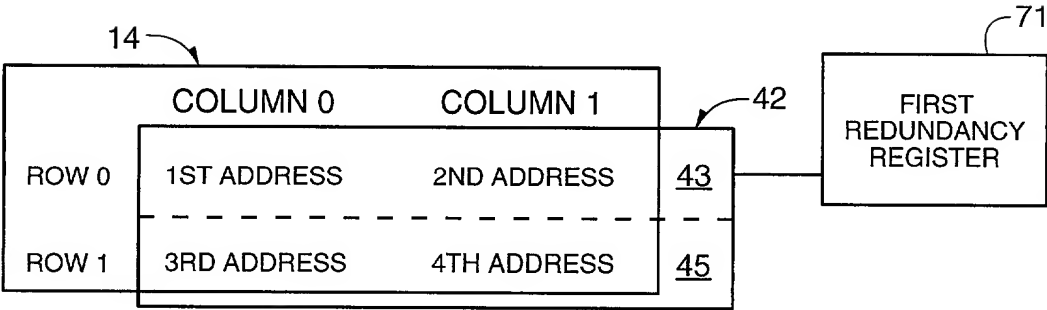 14
71
COLUMN 0 COLUMN 1
42
FIRST
REDUNDANCY
REGISTER
ROW 0 1ST ADDRESS 2ND ADDRESS 43
ROW 1 3RD ADDRESS 4TH ADDRESS 45